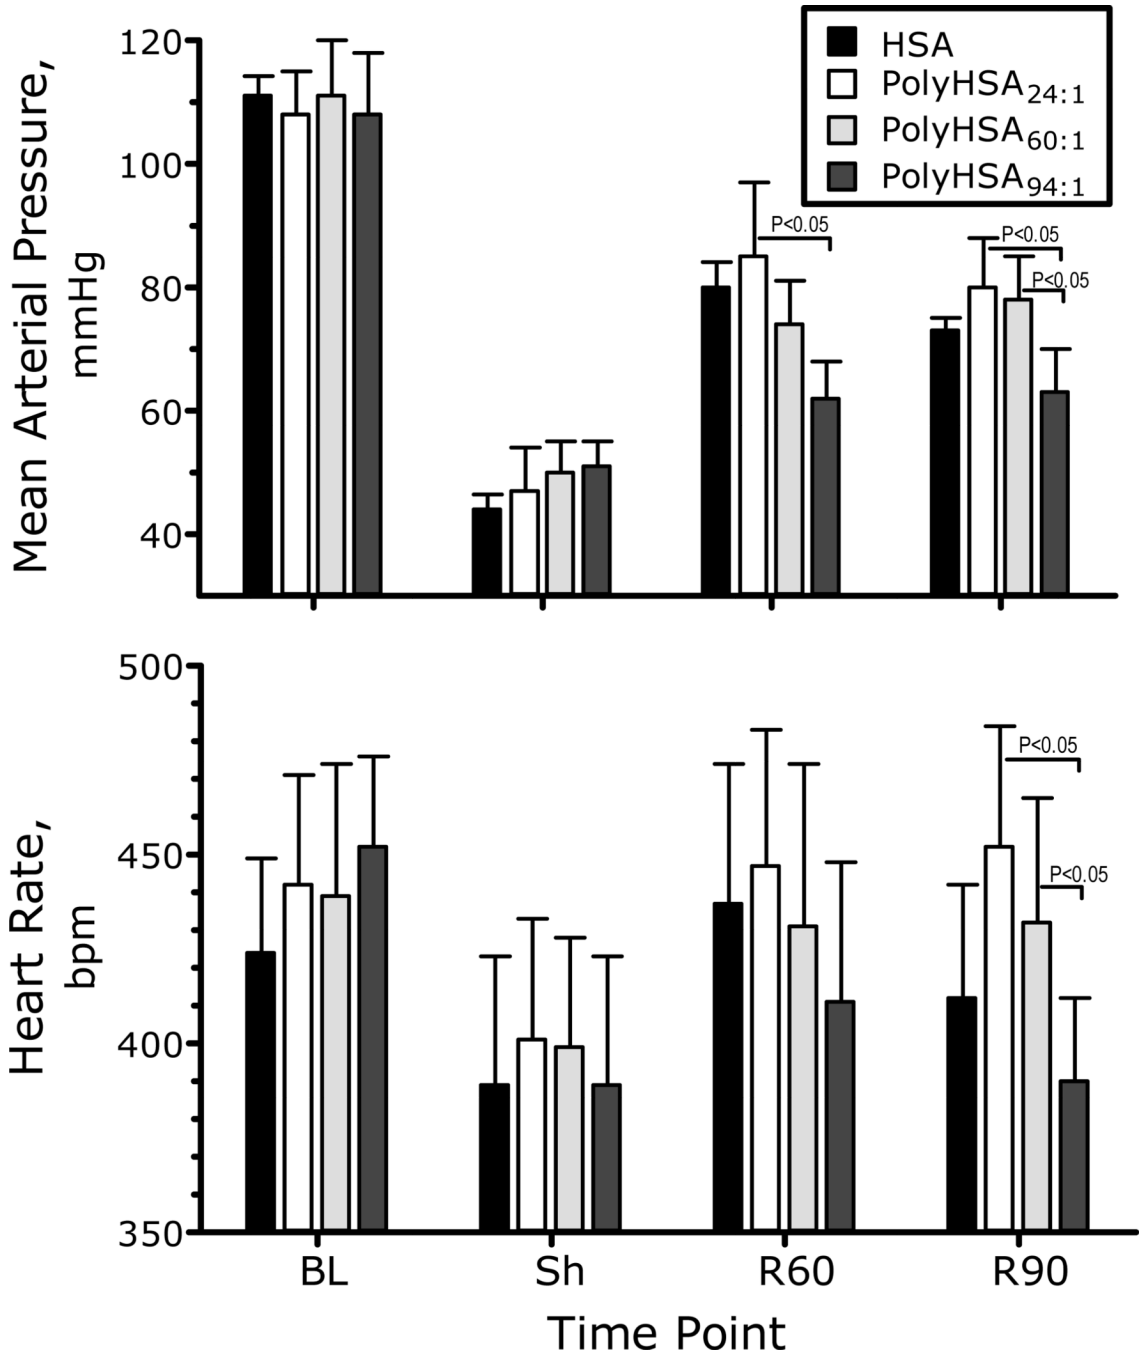 HSA
PolyHSA24:1
PolyHSA60:1
PolyHSA94:1
Mean Arterial Pressure,
mmHg
120
100
80
60
40
P<0.05
P<0.05
P<0.05
Heart Rate,
bpm
500
450
400
350
P<0.05
P<0.05
BL
Sh
R60
R90
Time Point